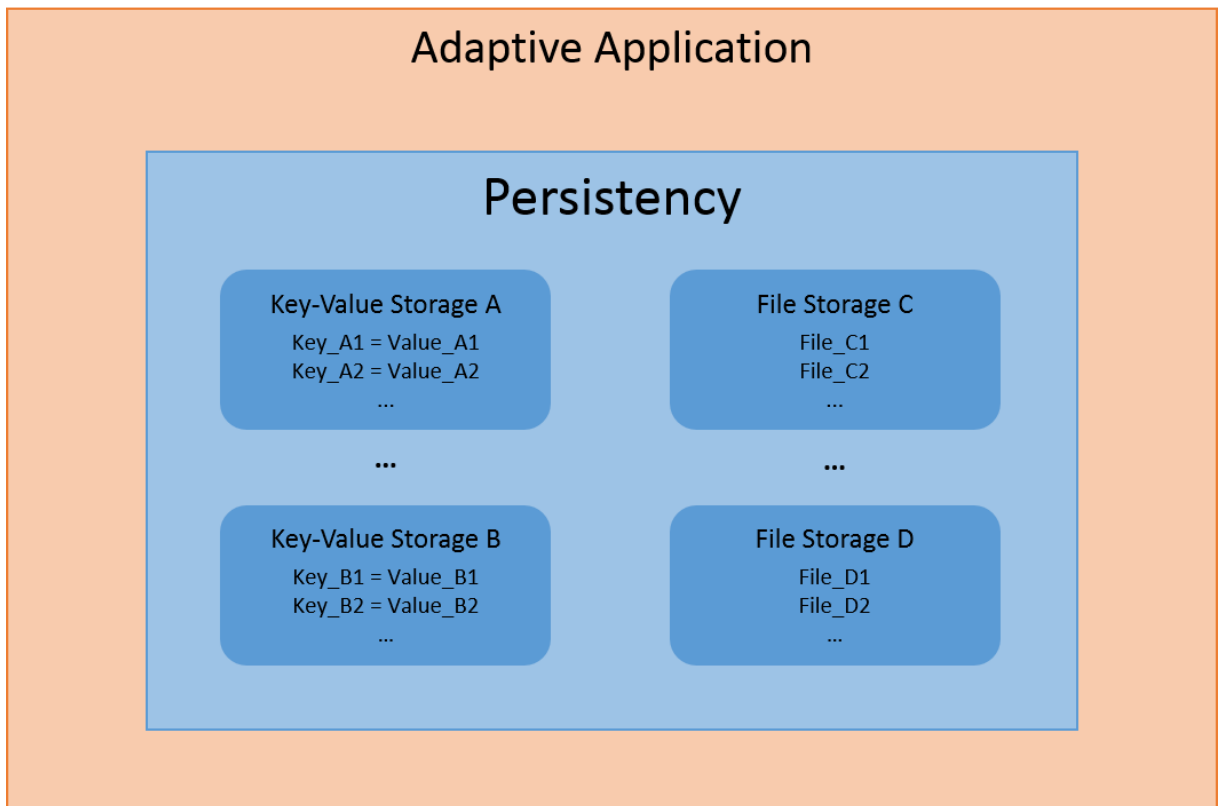 Adaptive Application
Persistency
Key-Value Storage A
Key_A1 = Value_A1
Key_A2 = Value_A2
...
...
Key-Value Storage B
Key_B1 = Value_B1
Key_B2 = Value_B2
...
File Storage C
File_C1
File_C2
...
...
File Storage D
File_D1
File_D2
...